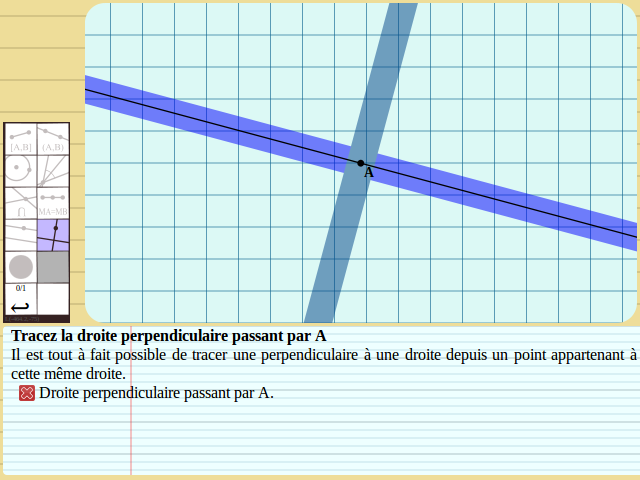 [A,B] (A,B)
⋂ MA=MB
0/1
A
Tracez la droite perpendiculaire passant par A
Il est tout à fait possible de tracer une perpendiculaire à une droite depuis un point appartenant à
cette même droite.
Droite perpendiculaire passant par A.